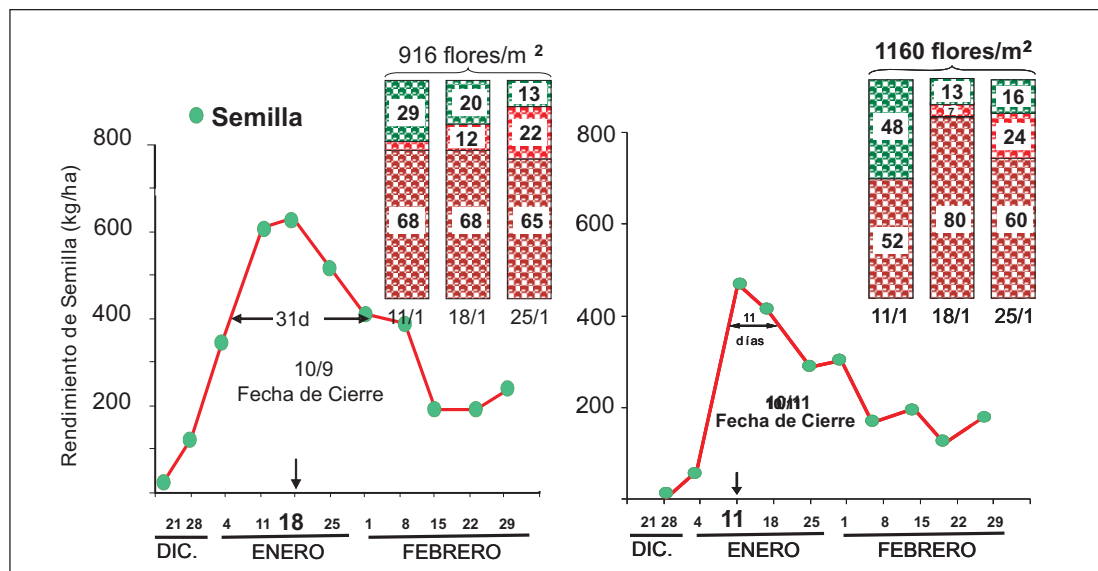 916 flores/m ²
Semilla
29
20
13
12
22
68
68
65
11/1
18/1
25/1
Rendimiento de Semilla (kg/ha)
800
600
400
200
31d
10/9
Fecha de Cierre
21 28 4 11 18 25 1 8 15 22 29
DIC. ENERO FEBRERO
1160 flores/m²
48
13
16
7
24
52
80
60
11/1
18/1
25/1
800
600
400
200
11
días
Fecha de Cierre
21 28 4 11 18 25 1 8 15 22 29
DIC. ENERO FEBRERO